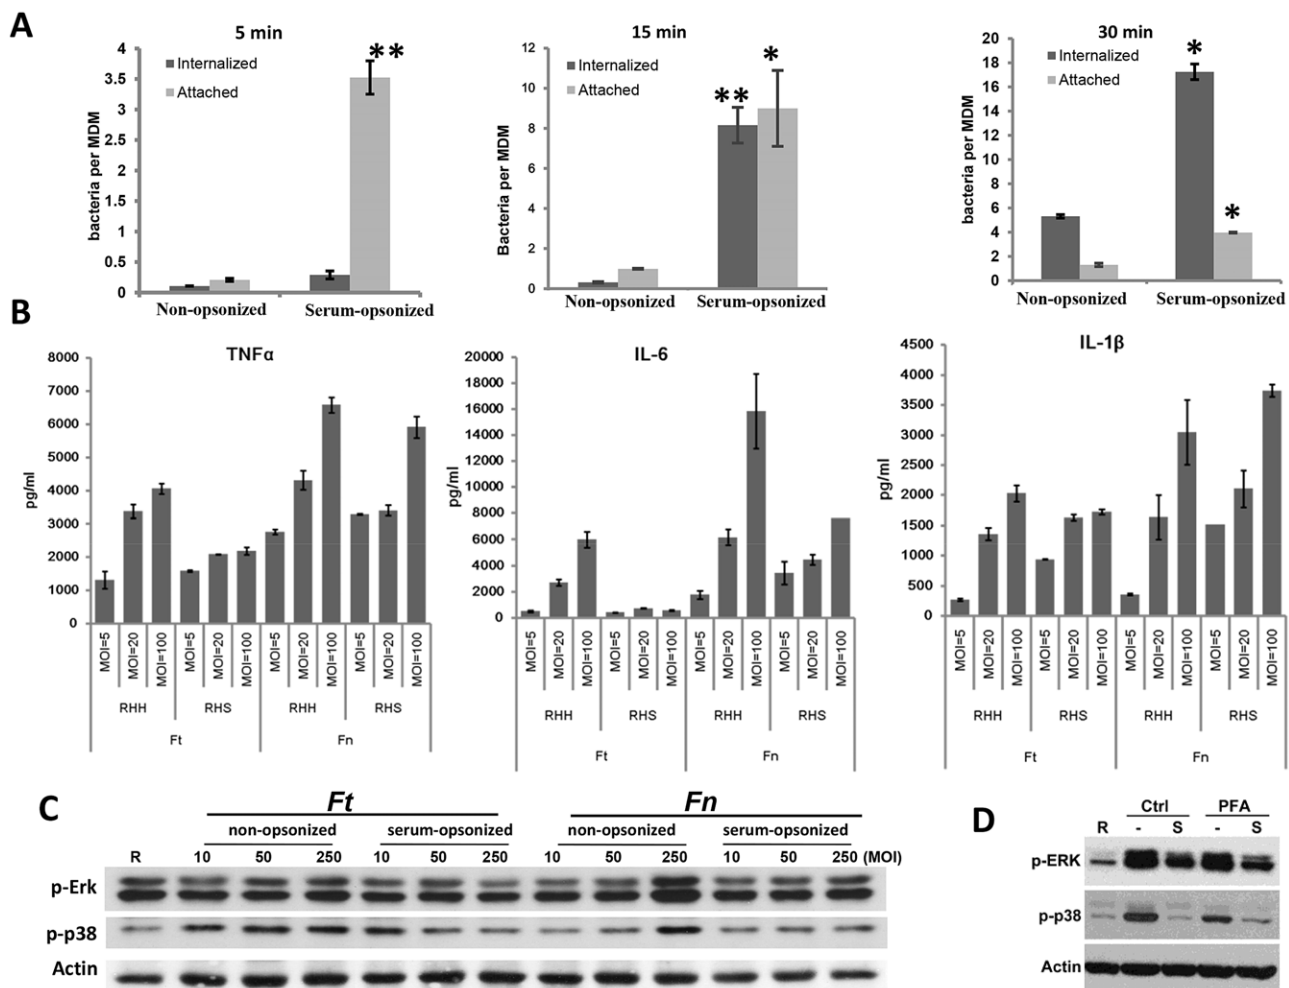 A
5 min
15 min
30 min
bacteria per MDM
4
3.5
3
2.5
2
1.5
1
0.5
0
Internalized
Attached
**
Non-opsonized Serum-opsonized
Bacteria per MDM
12
10
8
6
4
2
0
Internalized
Attached
** *
Non-opsonized Serum-opsonized
bacteria per MDM
20
18
16
14
12
10
8
6
4
2
0
Internalized
Attached
* *
Non-opsonized Serum-opsonized
B
TNFα
pg/ml
8000
7000
6000
5000
4000
3000
2000
1000
0
MOI=5 MOI=20 MOI=100 MOI=5 MOI=20 MOI=100 MOI=5 MOI=20 MOI=100 MOI=5 MOI=20 MOI=100
RHH RHS RHH RHS
Ft Fn
IL-6
pg/ml
20000
18000
16000
14000
12000
10000
8000
6000
4000
2000
0
MOI=5 MOI=20 MOI=100 MOI=5 MOI=20 MOI=100 MOI=5 MOI=20 MOI=100 MOI=5 MOI=20 MOI=100
RHH RHS RHH RHS
Ft Fn
IL-1β
pg/ml
4500
4000
3500
3000
2500
2000
1500
1000
500
0
MOI=5 MOI=20 MOI=100 MOI=5 MOI=20 MOI=100 MOI=5 MOI=20 MOI=100 MOI=5 MOI=20 MOI=100
RHH RHS RHH RHS
Ft Fn
C
Ft Fn
non-opsonized serum-opsonized non-opsonized serum-opsonized
R 10 50 250 10 50 250 10 50 250 10 50 250 (MOI)
p-Erk
p-p38
Actin
D
Ctrl PFA
R - S - S
p-ERK
p-p38
Actin